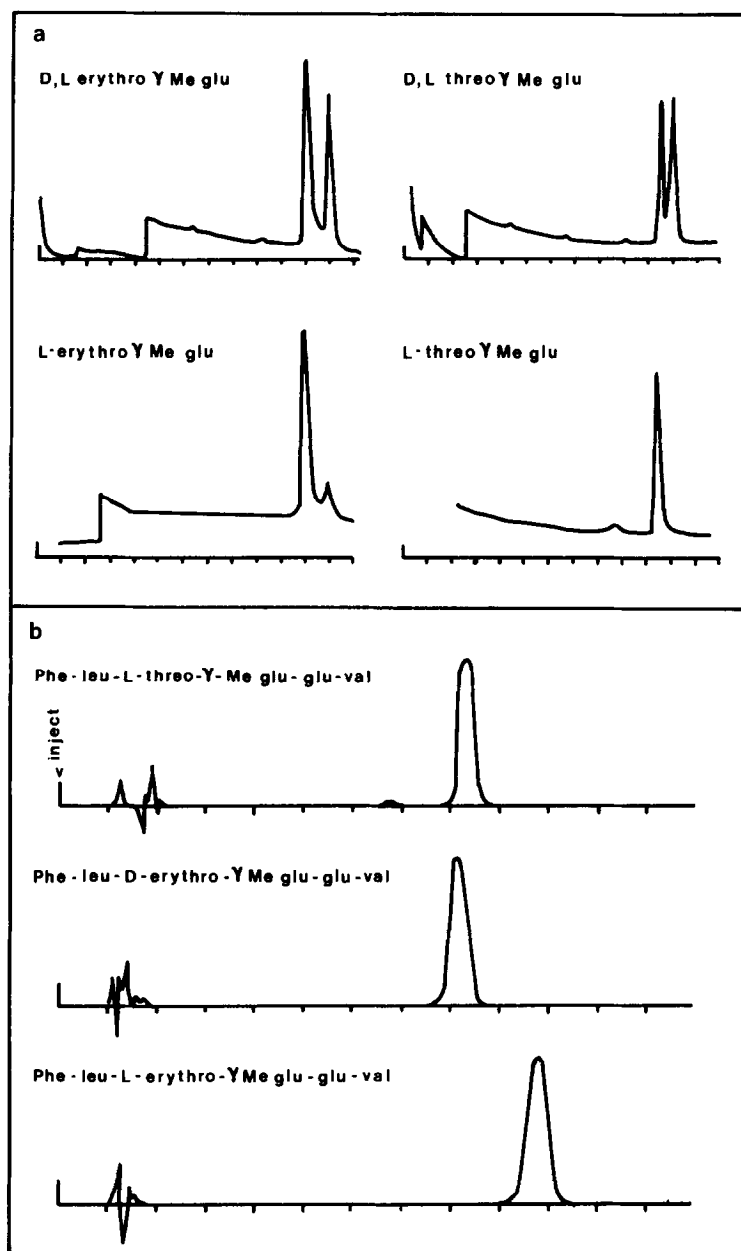 a
D,L erythro γ Me glu
D,L threo γ Me glu
L-erythro γ Me glu
L-threo γ Me glu
b
Phe-leu-L-threo-γ-Me glu-glu-val
inject
Phe-leu-D-erythro-γ Me glu-glu-val
Phe-leu-L-erythro-γ Me glu-glu-val